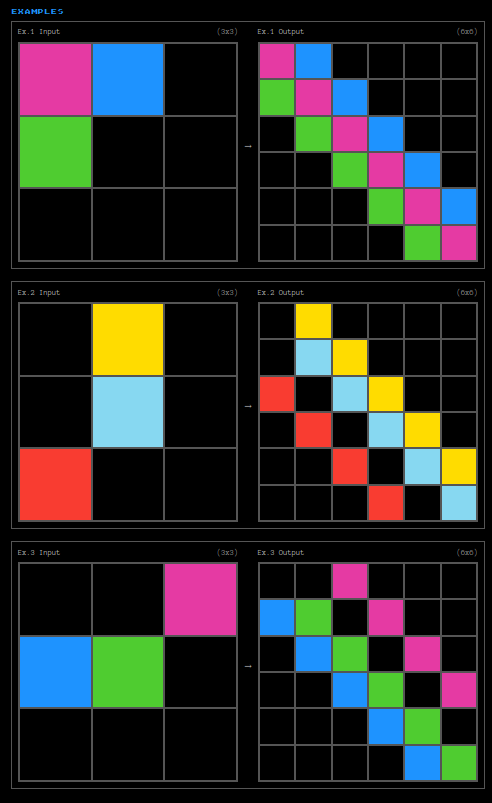 EXAMPLES
Ex.1 Input (3x3) Ex.1 Output (6x6)
→
Ex.2 Input (3x3) Ex.2 Output (6x6)
→
Ex.3 Input (3x3) Ex.3 Output (6x6)
→